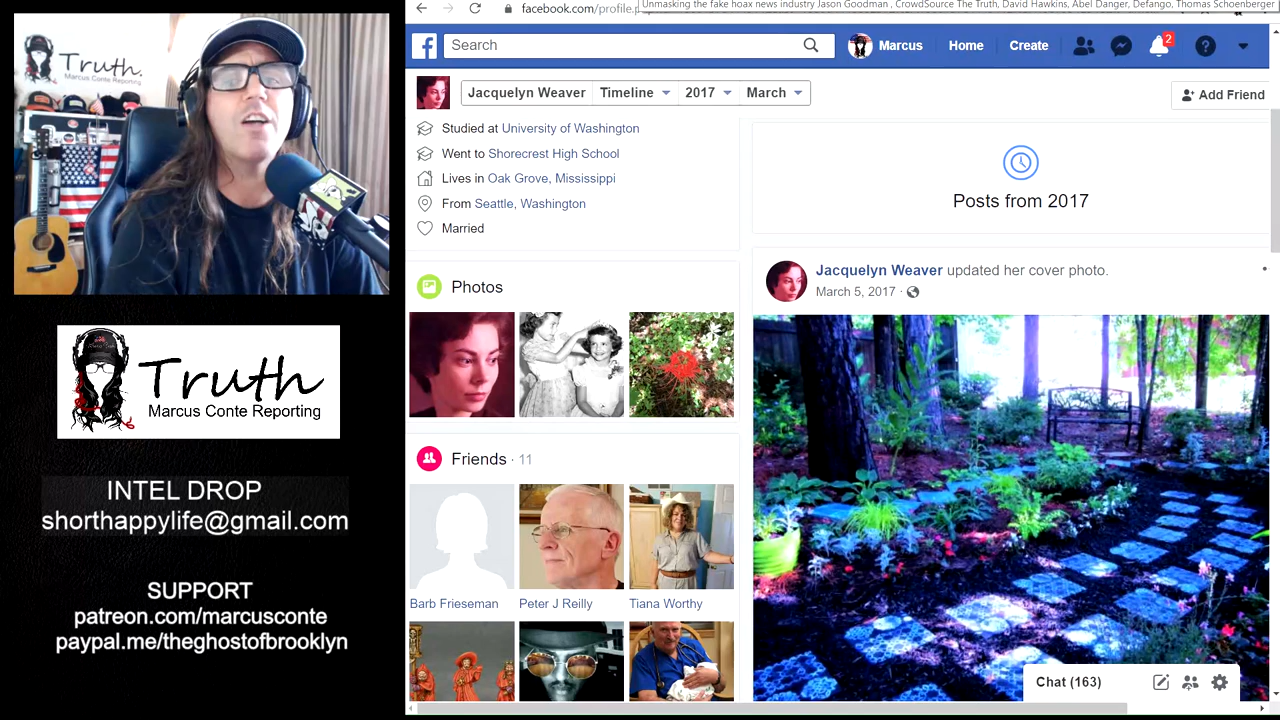 Truth.
Marcus Conte Reporting
Truth
Marcus Conte Reporting
INTEL DROP
shorthappylife@gmail.com
SUPPORT
patreon.com/marcusconte
paypal.me/theghostofbrooklyn
facebook.com/profile.p
Unmasking the fake hoax news industry Jason Goodman , CrowdSource The Truth, David Hawkins, Abel Danger, Defango, Thomas Schoenberger
f Search Marcus Home Create 2 ?
Jacquelyn Weaver Timeline 2017 March Add Friend
Studied at University of Washington
Went to Shorecrest High School
Lives in Oak Grove, Mississippi
From Seattle, Washington
Married
Photos
Friends · 11
Barb Frieseman Peter J Reilly Tiana Worthy
Posts from 2017
Jacquelyn Weaver updated her cover photo.
March 5, 2017 ·
Chat (163)